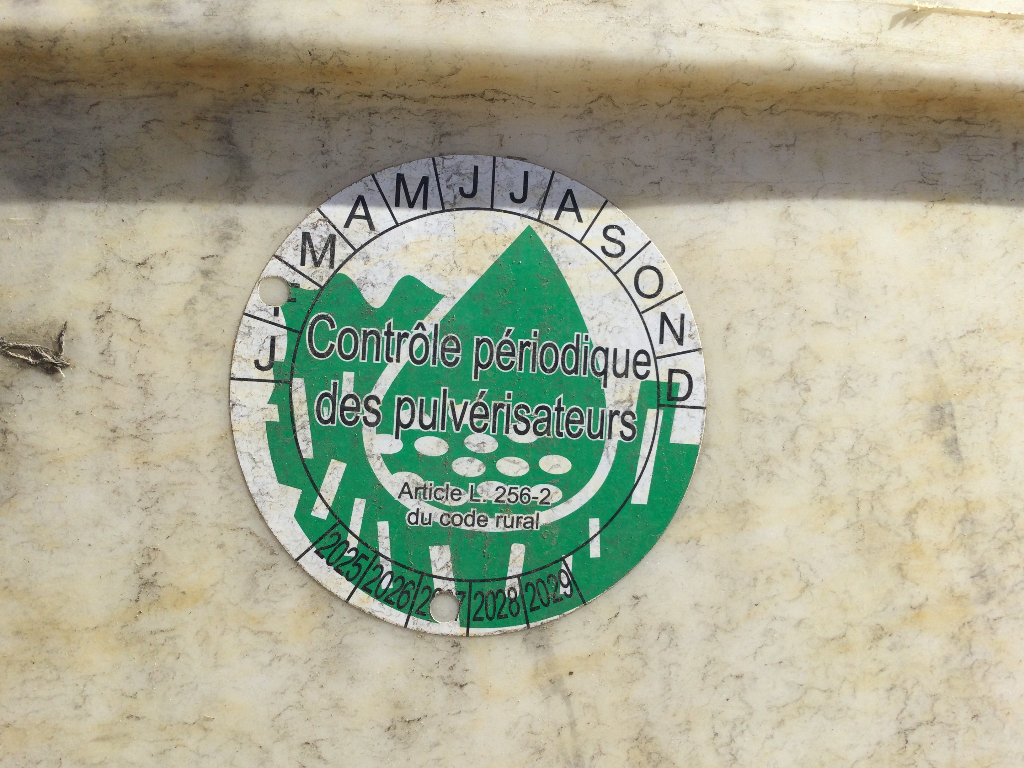 J
M
A
M
J
J
A
S
O
N
D
Contrôle périodique
des pulvérisateurs
Article L. 256-2
du code rural
2025
2026
2028
2029